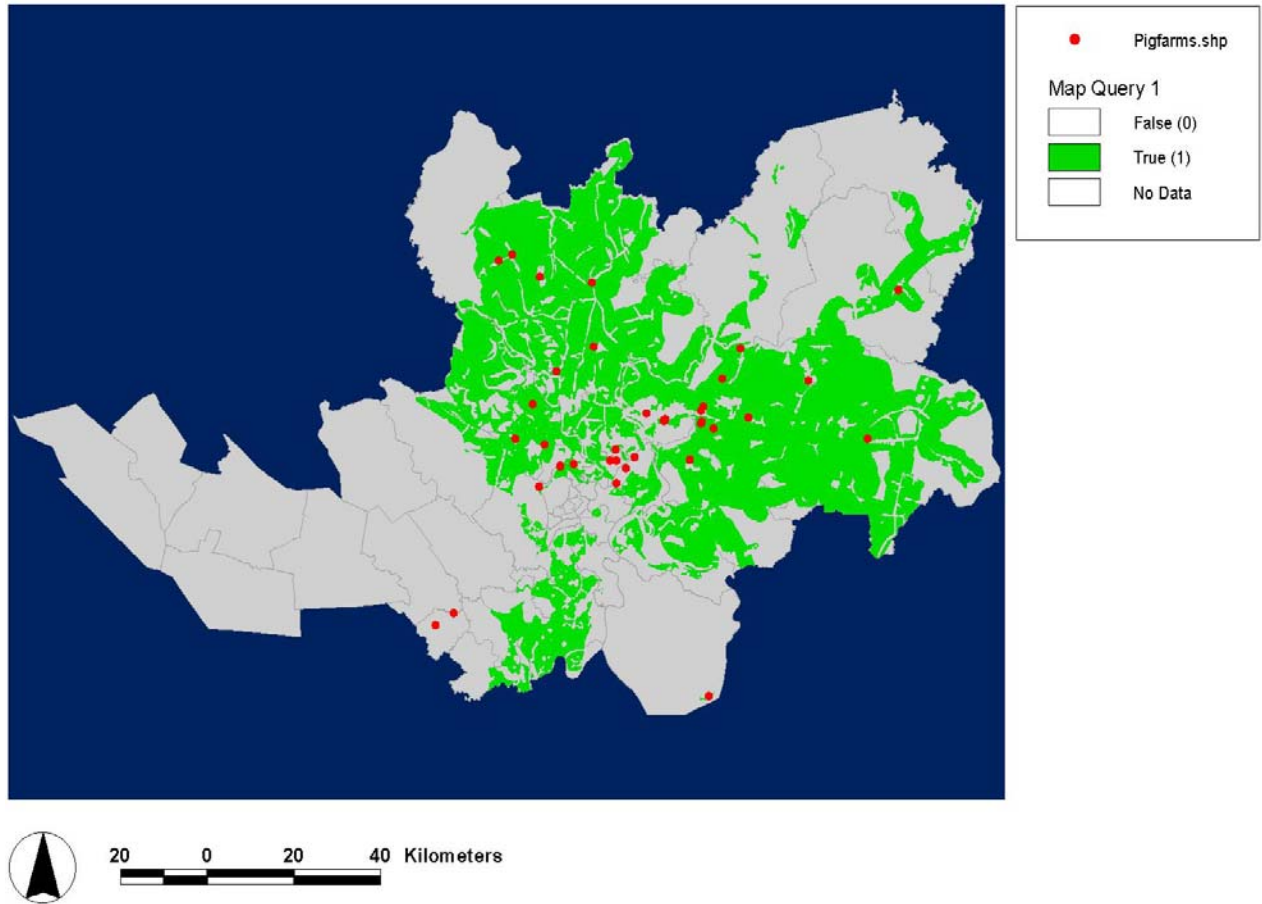 Pigfarms.shp
Map Query 1
False (0)
True (1)
No Data
20 0 20 40 Kilometers